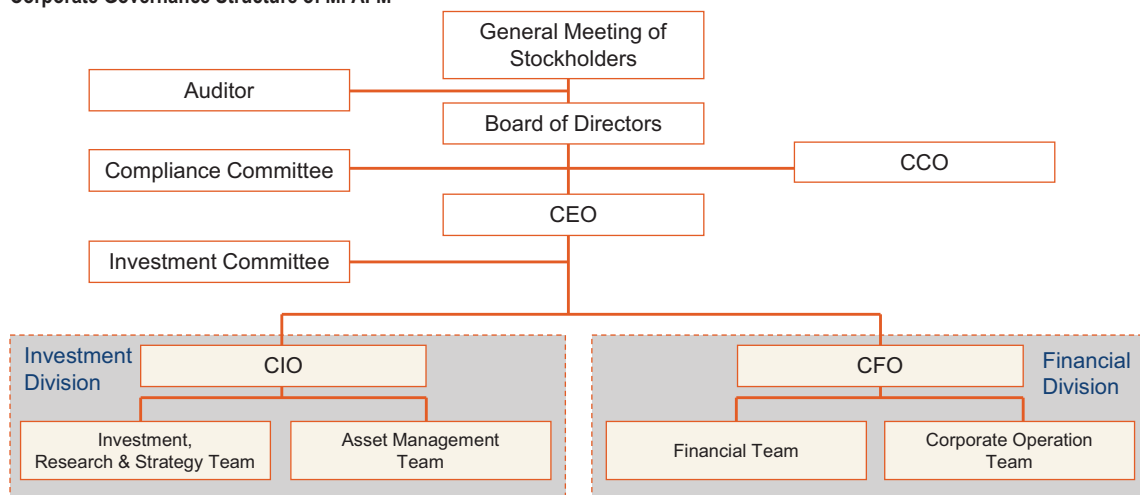 General Meeting of
Stockholders
Auditor
Board of Directors
Compliance Committee
CCO
CEO
Investment Committee
Investment
Division
CIO
CFO
Financial
Division
Investment,
Research & Strategy Team
Asset Management
Team
Financial Team
Corporate Operation
Team